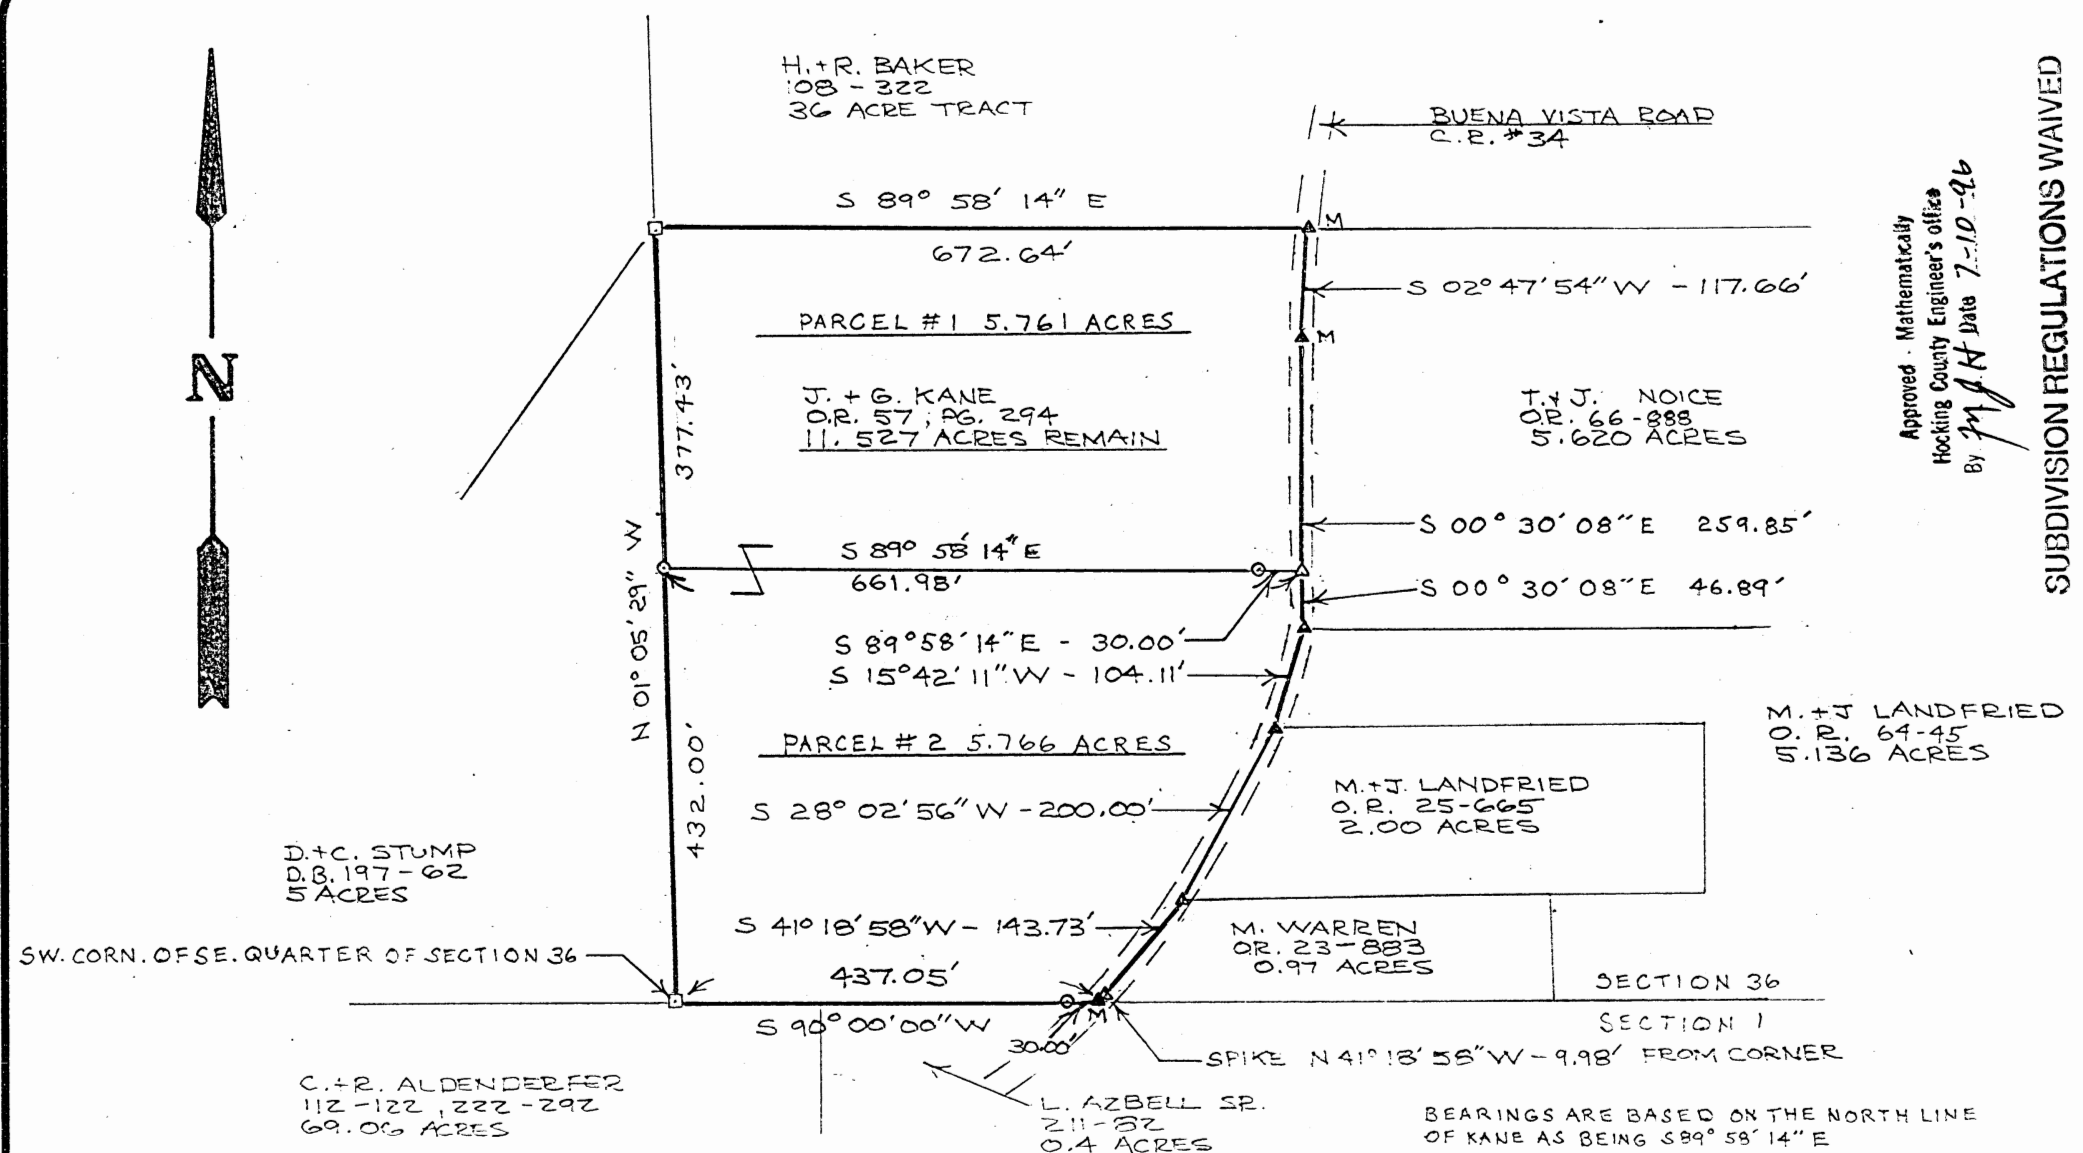 H. + R. BAKER
108 - 322
36 ACRE TRACT
BUENA VISTA ROAD
C.R. #34
S 89° 58' 14" E
672.64'
M
S 02° 47' 54" W - 117.66'
PARCEL #1 5.761 ACRES
M
N
377.43'
J. + G. KANE
O.R. 57, PG. 294
11.527 ACRES REMAIN
T. & J. NOICE
O.R. 66-888
5.620 ACRES
S 00° 30' 08" E 259.85'
N 01° 05' 29" W
S 89° 58' 14" E
661.98'
S 00° 30' 08" E 46.89'
S 89° 58' 14" E - 30.00'
S 15° 42' 11" W - 104.11'
M. + J LANDFRIED
O. R. 64-45
5.136 ACRES
PARCEL # 2 5.766 ACRES
432.00'
S 28° 02' 56" W - 200.00'
M. + J. LANDFRIED
O.R. 25-665
2.00 ACRES
D. + C. STUMP
D.B. 197-62
5 ACRES
S 41° 18' 58" W - 143.73'
M. WARREN
OR. 23-883
0.97 ACRES
SW. CORN. OF SE. QUARTER OF SECTION 36
437.05'
SECTION 36
S 90° 00' 00" W
M
SECTION 1
30.00'
SPIKE N 41° 18' 58" W - 9.98' FROM CORNER
C. + R. ALDENDERFER
112-122, 222-292
69.06 ACRES
L. AZBELL SR.
211-82
0.4 ACRES
BEARINGS ARE BASED ON THE NORTH LINE
OF KANE AS BEING S 89° 58' 14" E
Approved - Mathematically
Hocking County Engineer's office
By Date 7-10-96
SUBDIVISION REGULATIONS WAIVED